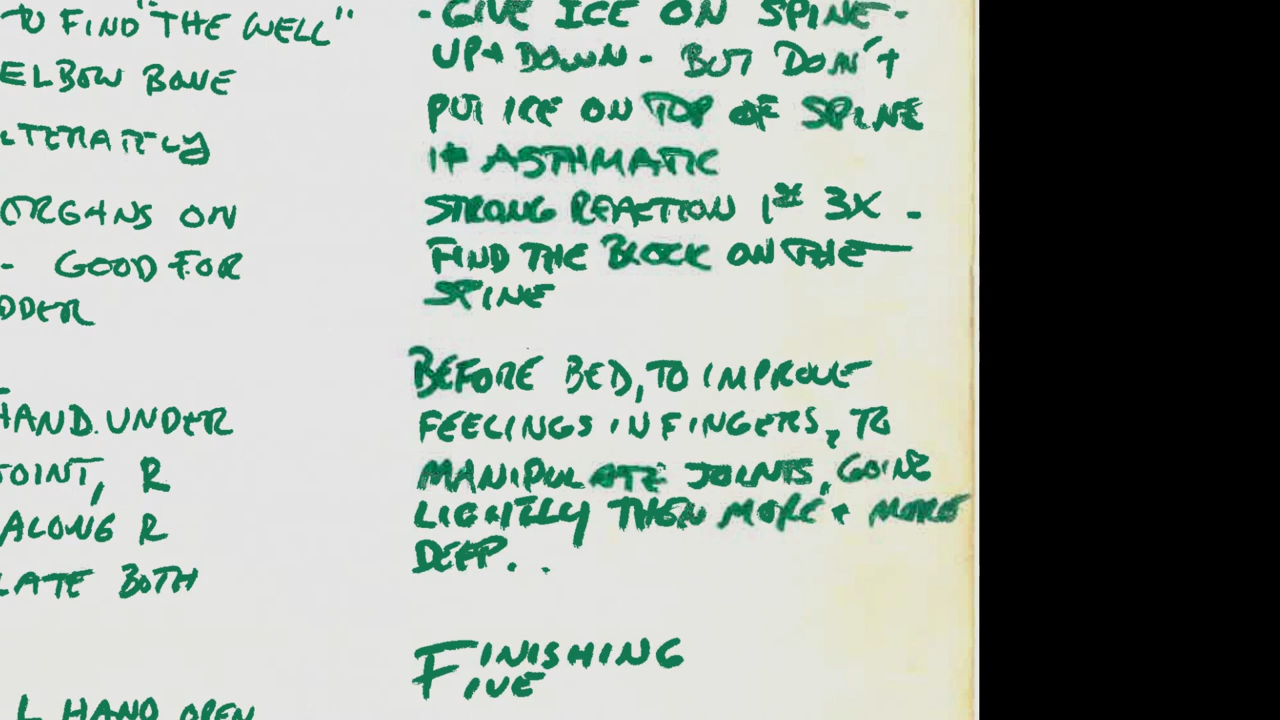 TO FIND "THE WELL"
ELBOW BONE
LTERATELY
ORGANS ON
- GOOD FOR
DDER
HAND UNDER
JOINT, R
ALONG R
LATE BOTH
L HAND OPEN
- GIVE ICE ON SPINE -
UP + DOWN - BUT DON'T
PUT ICE ON TOP OF SPINE
IF ASTHMATIC
STRONG REACTION 1ST 3X -
FIND THE BLOCK ON THE
SPINE
BEFORE BED, TO IMPROVE
FEELINGS IN FINGERS, TO
MANIPULATE JOINTS, GOING
LIGHTLY THEN MORE + MORE
DEEP. .
FINISHING
FIVE